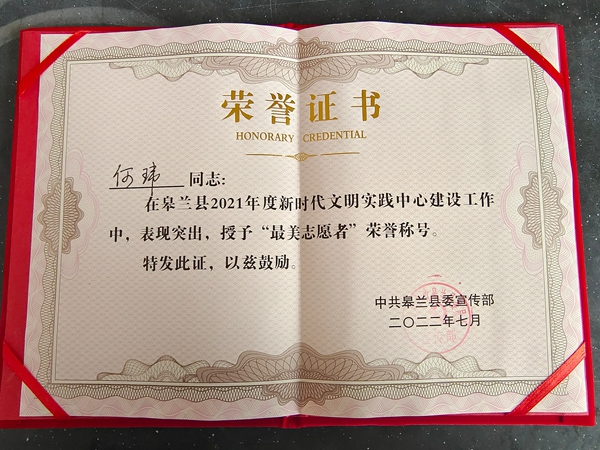 荣誉证书
HONORARY CREDENTIAL
何玮 同志:
在皋兰县2021年度新时代文明实践中心建设工作
中，表现突出，授予“最美志愿者”荣誉称号。
特发此证，以兹鼓励。
中共皋兰县委宣传部
二〇二二年七月